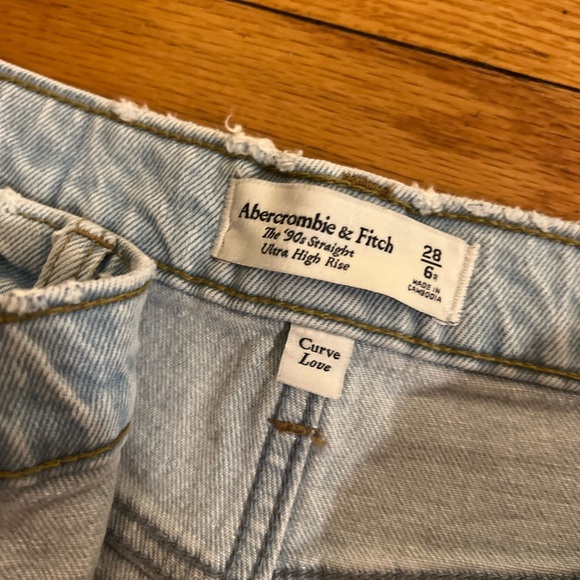 Abercrombie & Fitch
The '90s Straight
Ultra High Rise
28
6R
MADE IN
CAMBODIA
Curve
Love